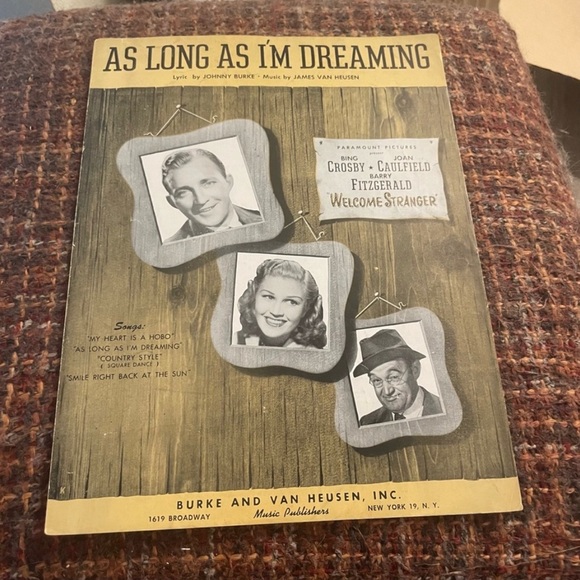 AS LONG AS I'M DREAMING
Lyric by JOHNNY BURKE · Music by JAMES VAN HEUSEN
PARAMOUNT PICTURES
BING JOAN
CROSBY ★ CAULFIELD
BARRY
FITZGERALD
"WELCOME STRANGER"
Songs:
"MY HEART IS A HOBO"
"AS LONG AS I'M DREAMING"
"COUNTRY STYLE"
( SQUARE DANCE )
"SMILE RIGHT BACK AT THE SUN"
BURKE AND VAN HEUSEN, INC.
1619 BROADWAY Music Publishers NEW YORK 19, N. Y.